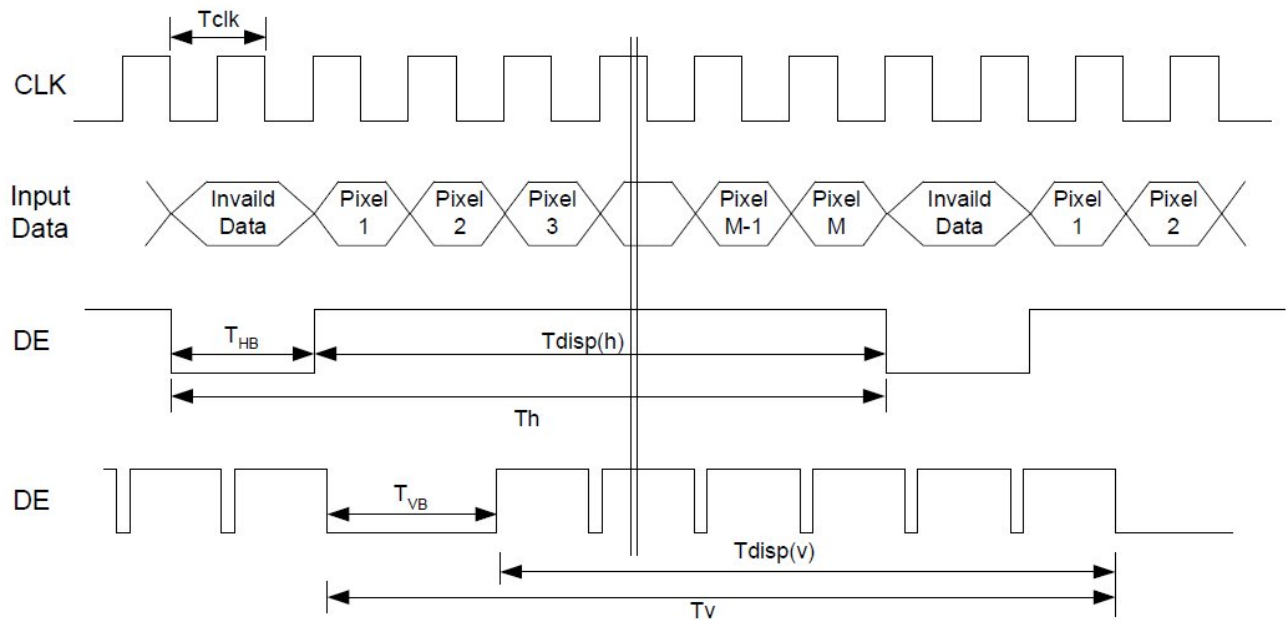 Tclk
CLK
Input
Data
Invaild
Data
Pixel
1
Pixel
2
Pixel
3
Pixel
M-1
Pixel
M
Invaild
Data
Pixel
1
Pixel
2
DE
THB
Tdisp(h)
Th
DE
TVB
Tdisp(v)
Tv